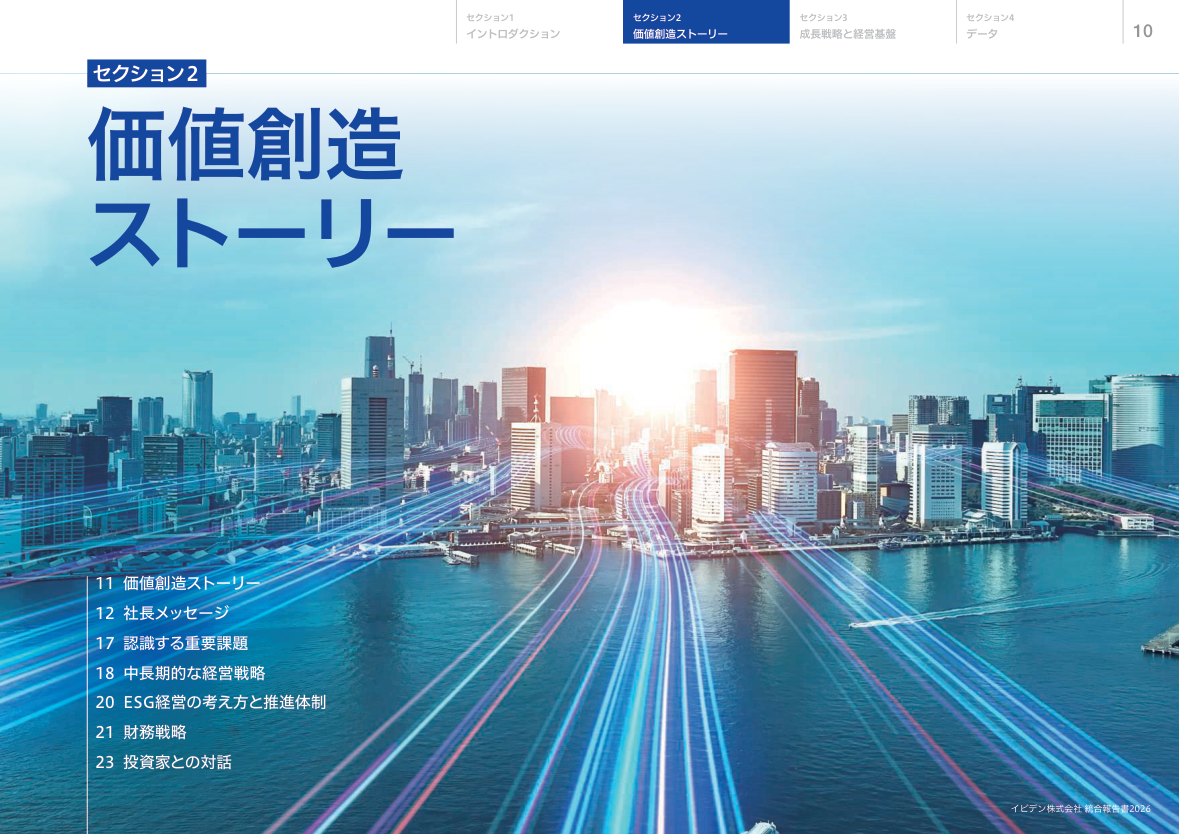 セクション1
イントロダクション
セクション2
価値創造ストーリー
セクション3
成長戦略と経営基盤
セクション4
データ
10
セクション2
価値創造
ストーリー
11 価値創造ストーリー
12 社長メッセージ
17 認識する重要課題
18 中長期的な経営戦略
20 ESG経営の考え方と推進体制
21 財務戦略
23 投資家との対話
イビデン株式会社 統合報告書2026